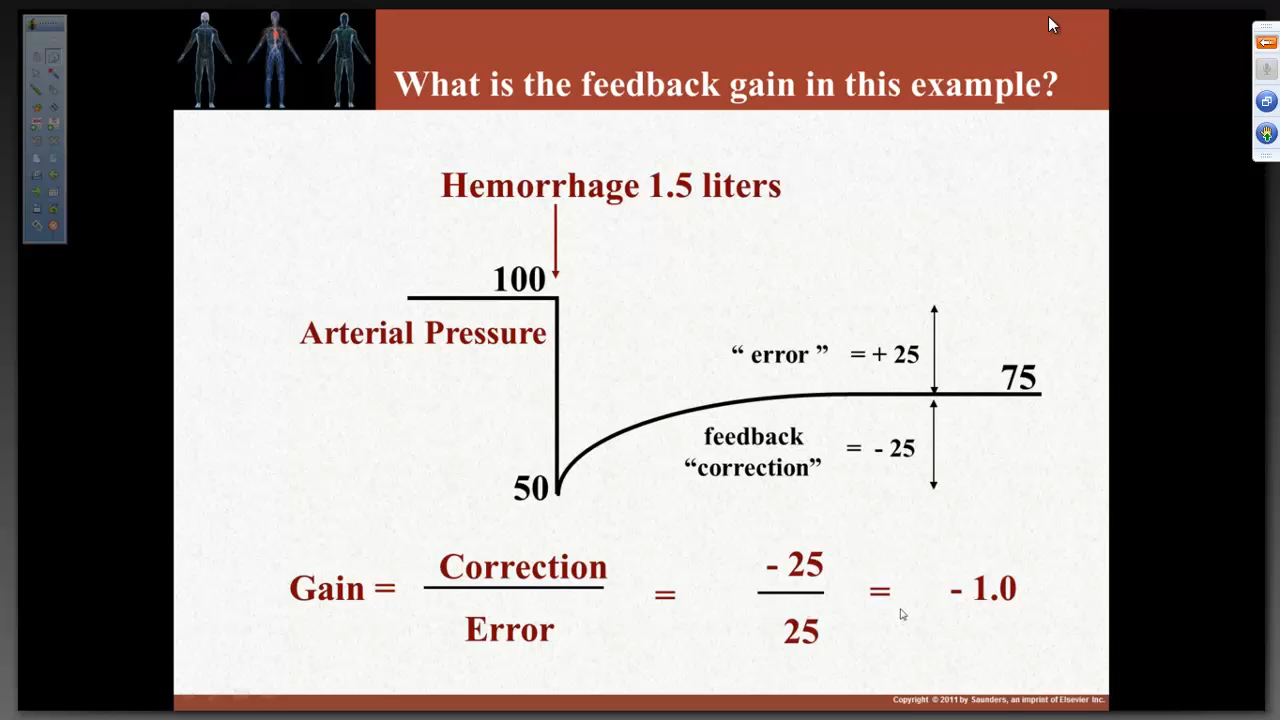 What is the feedback gain in this example?
Hemorrhage 1.5 liters
100
Arterial Pressure
“ error ” = + 25
75
feedback
“correction” = - 25
50
Gain = Correction
Error
= - 25
25
= - 1.0
Copyright © 2011 by Saunders, an imprint of Elsevier Inc.